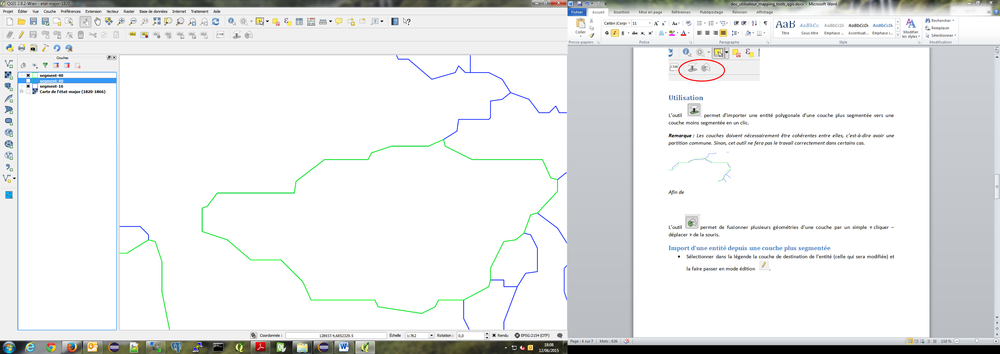 QGIS 2.8.2-Wien - etat-major-1820
Projet Éditer Vue Couche Préférences Extension Vecteur Raster Base de données Internet Traitement Aide
Couches
segment-40
segment-40
segment-16
Carte de l'état-major (1820-1866)
Coordonnée : 128937.4,6852329.5 Échelle 1:762 Rotation : 0,0 Rendu EPSG:2154 (OTF)
18:08
12/06/2015
doc_utilisateur_mapping_tools_qgis.docx - Microsoft Word
Fichier Accueil Insertion Mise en page Références Publipostage Révision Affichage
Coller
Calibri (Corps 11
Rechercher
Remplacer
Sélectionner
Modifier
les styles
AaB AaBbCc. AaBbCcDc AaBbCcDc AaBbCcDc
Titre Sous-titre Emphase ... Accentuat... Emphase i...
Presse-papiers Police Paragraphe Style Modification
CSW
Utilisation
L'outil permet d'importer une entité polygonale d'une couche plus segmentée vers une
couche moins segmentée en un clic.
Remarque : Les couches doivent nécessairement être cohérentes entre elles, c'est-à-dire avoir une
partition commune. Sinon, cet outil ne fera pas le travail correctement dans certains cas.
Afin de
L'outil permet de fusionner plusieurs géométries d'une couche par un simple « cliquer –
déplacer » de la souris.
Import d'une entité depuis une couche plus segmentée
• Sélectionner dans la légende la couche de destination de l'entité (celle qui sera modifiée) et
la faire passer en mode édition .
Page : 4 sur 7 Mots : 626 110 %